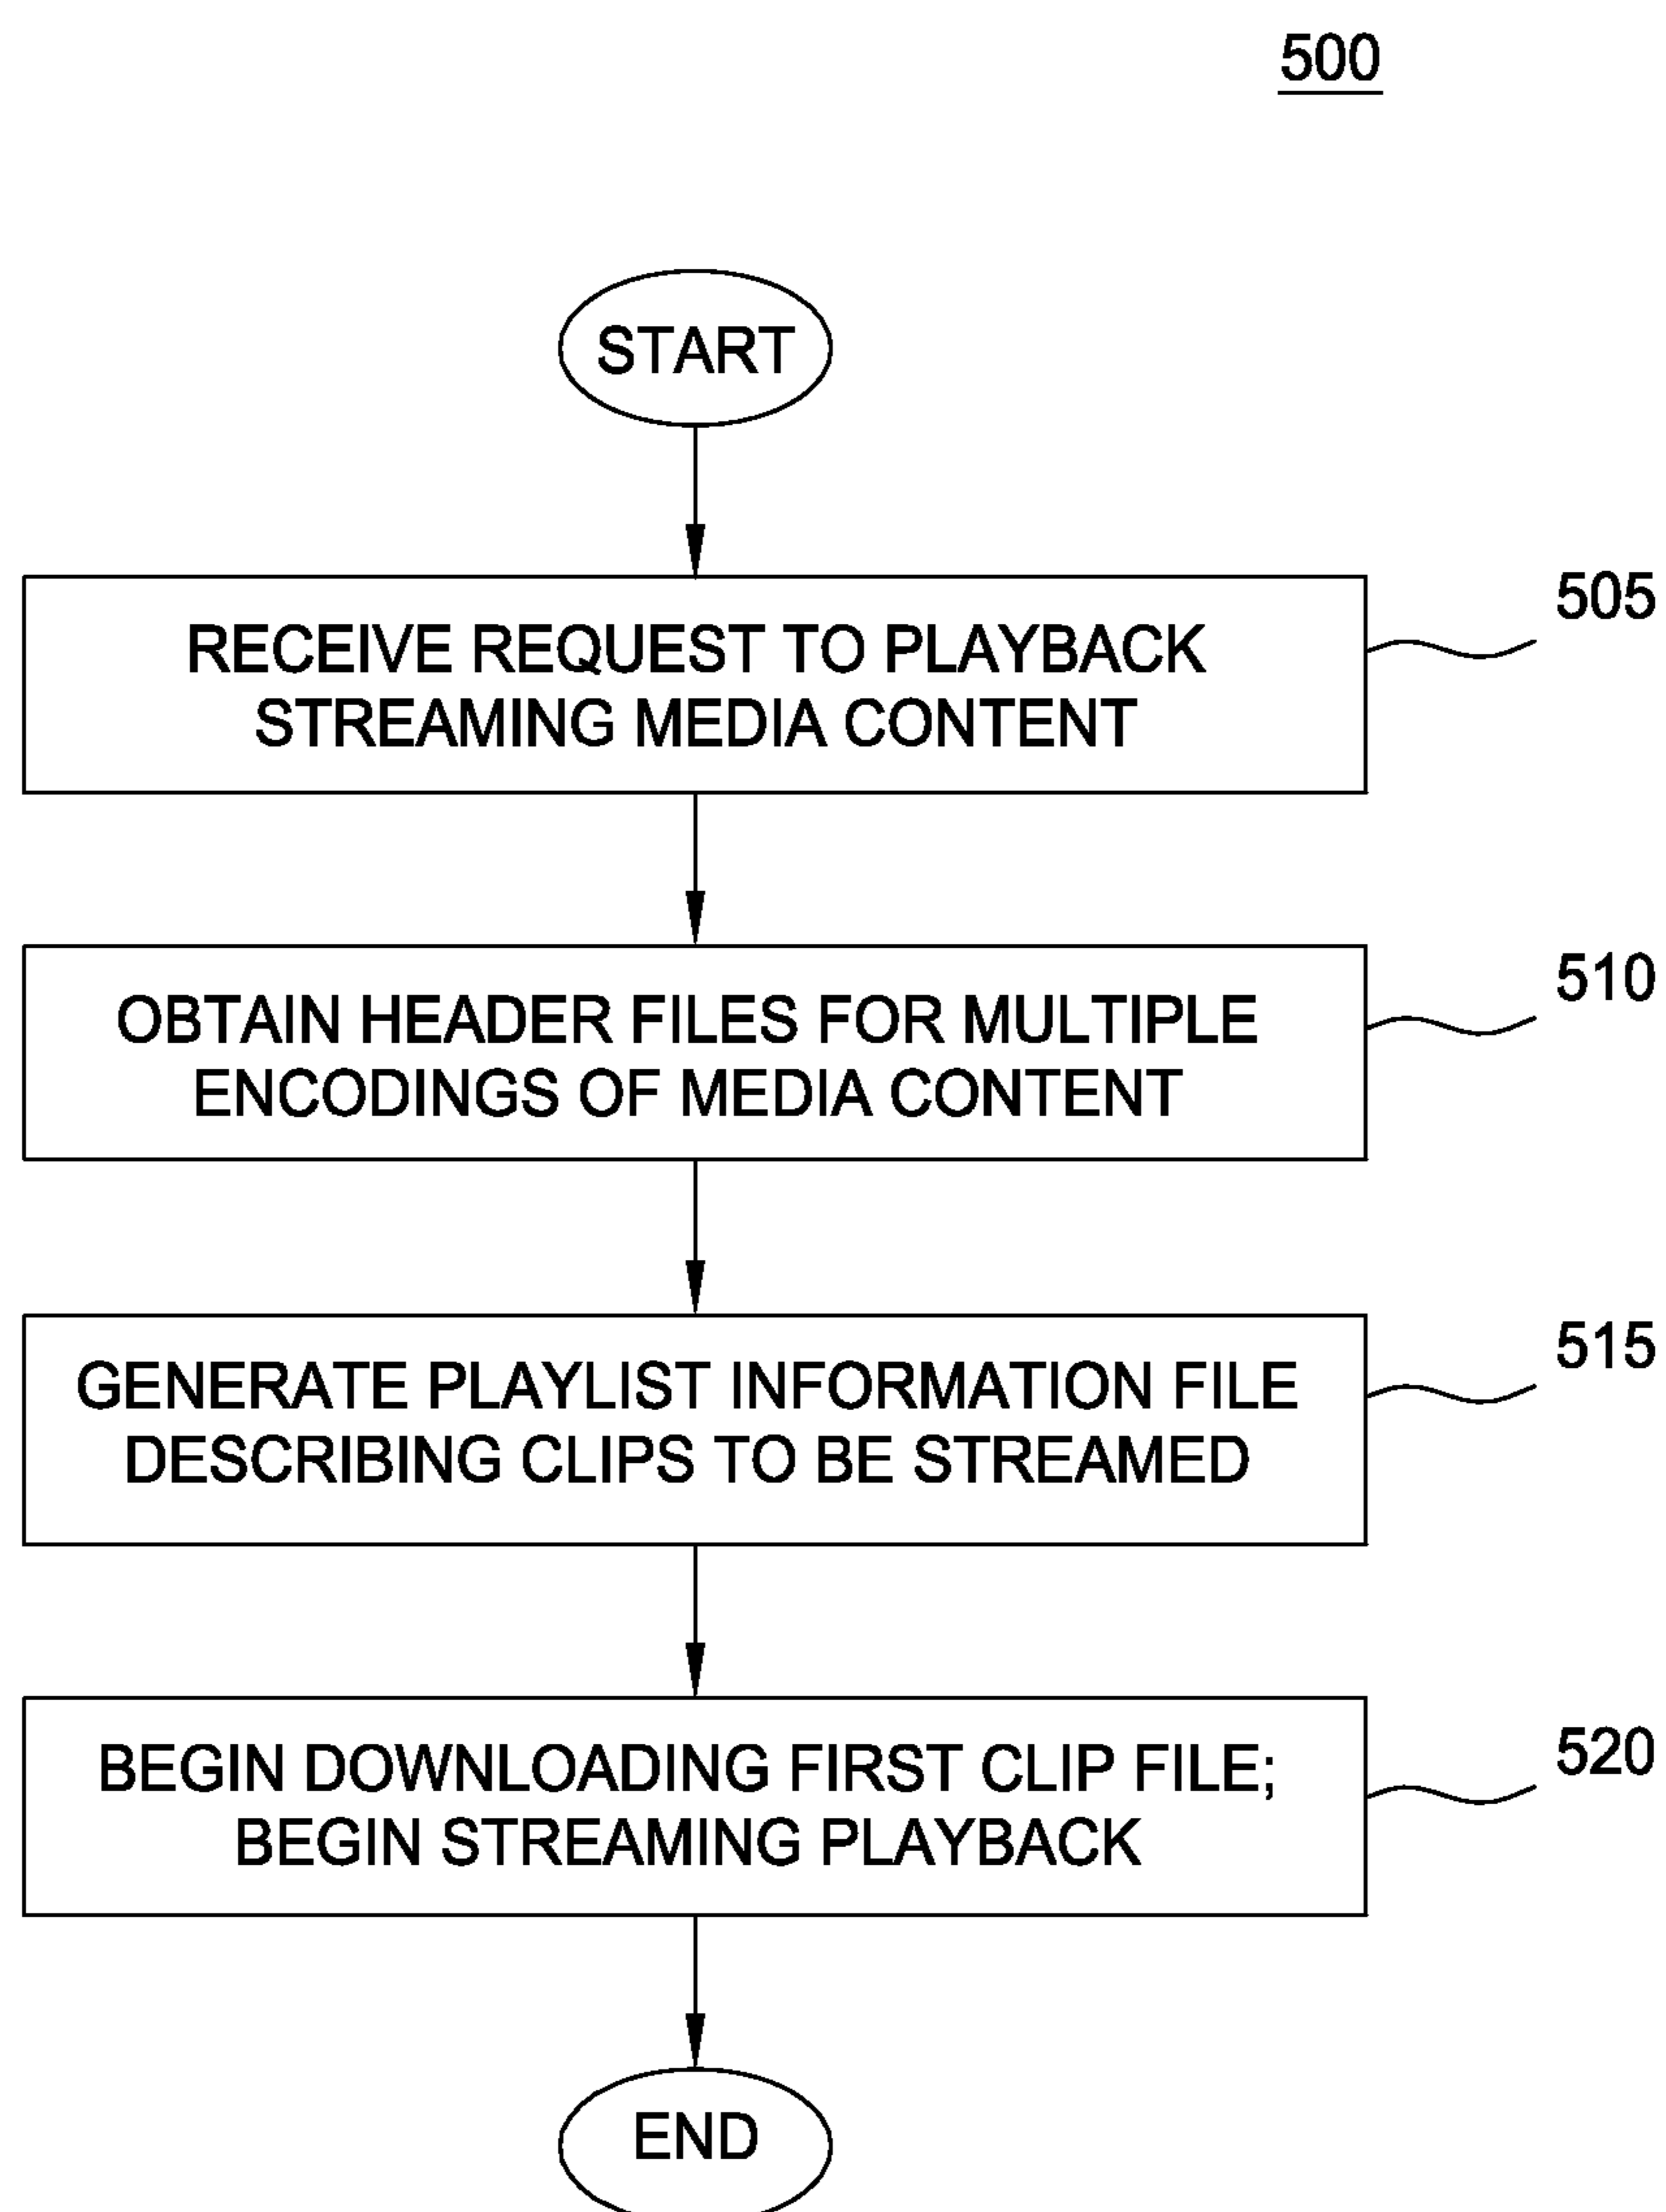 500
START
RECEIVE REQUEST TO PLAYBACK
STREAMING MEDIA CONTENT
505
OBTAIN HEADER FILES FOR MULTIPLE
ENCODINGS OF MEDIA CONTENT
510
GENERATE PLAYLIST INFORMATION FILE
DESCRIBING CLIPS TO BE STREAMED
515
BEGIN DOWNLOADING FIRST CLIP FILE;
BEGIN STREAMING PLAYBACK
520
END